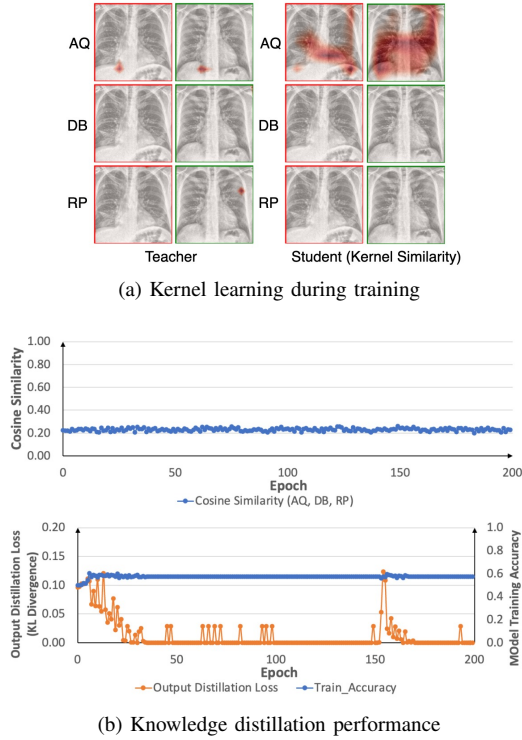 AQ AQ
DB DB
RP RP
Teacher Student (Kernel Similarity)
(a) Kernel learning during training
1.00
0.80
0.60
0.40
0.20
0.00
Cosine Similarity
0 50 100 150 200
Epoch
Cosine Similarity (AQ, DB, RP)
0.20 1.0
0.15 0.8
0.10 0.6
0.4
0.05 0.2
0.00 0.0
Output Distillation Loss
(KL Divergence)
MOdel Training Accuracy
0 50 100 150 200
Epoch
Output Distillation Loss Train_Accuracy
(b) Knowledge distillation performance